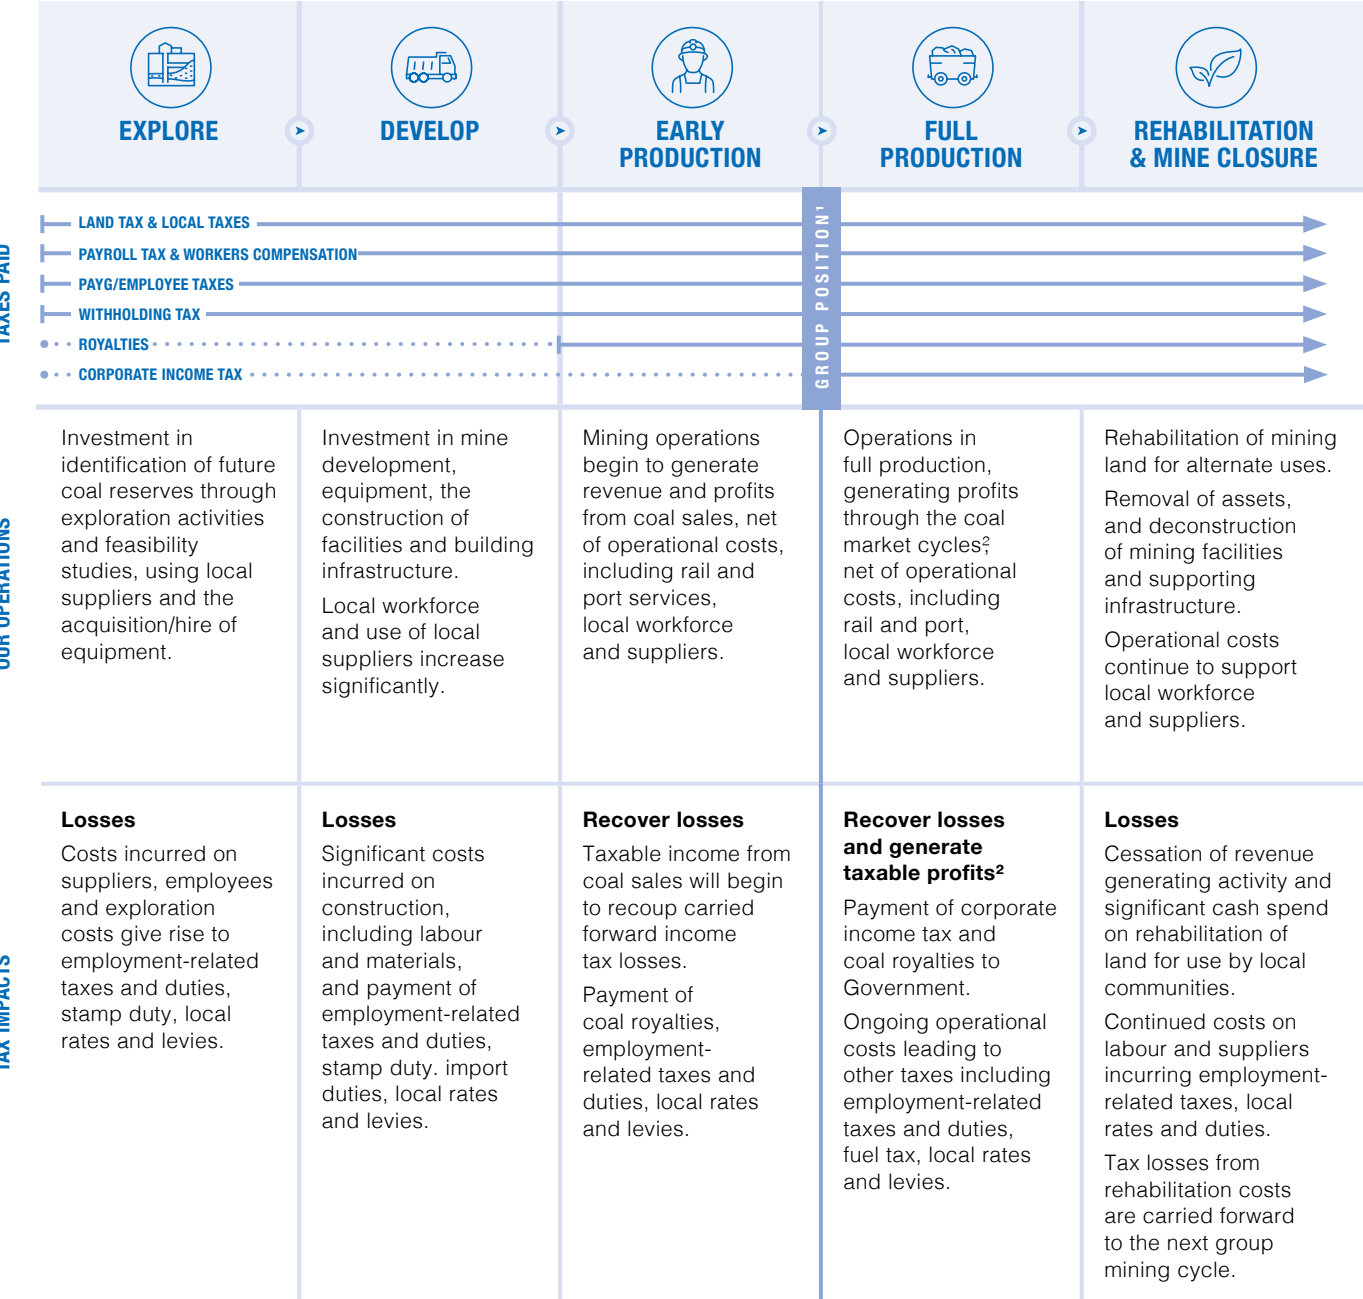 EXPLORE
DEVELOP
EARLY
PRODUCTION
FULL
PRODUCTION
REHABILITATION
& MINE CLOSURE
TAXES PAID
LAND TAX & LOCAL TAXES
PAYROLL TAX & WORKERS COMPENSATION
PAYG/EMPLOYEE TAXES
WITHHOLDING TAX
ROYALTIES
CORPORATE INCOME TAX
GROUP POSITION¹
OUR OPERATIONS
Investment in
identification of future
coal reserves through
exploration activities
and feasibility
studies, using local
suppliers and the
acquisition/hire of
equipment.
Investment in mine
development,
equipment, the
construction of
facilities and building
infrastructure.
Local workforce
and use of local
suppliers increase
significantly.
Mining operations
begin to generate
revenue and profits
from coal sales, net
of operational costs,
including rail and
port services,
local workforce
and suppliers.
Operations in
full production,
generating profits
through the coal
market cycles²,
net of operational
costs, including
rail and port,
local workforce
and suppliers.
Rehabilitation of mining
land for alternate uses.
Removal of assets,
and deconstruction
of mining facilities
and supporting
infrastructure.
Operational costs
continue to support
local workforce
and suppliers.
TAX IMPACTS
Losses
Costs incurred on
suppliers, employees
and exploration
costs give rise to
employment-related
taxes and duties,
stamp duty, local
rates and levies.
Losses
Significant costs
incurred on
construction,
including labour
and materials,
and payment of
employment-related
taxes and duties,
stamp duty. import
duties, local rates
and levies.
Recover losses
Taxable income from
coal sales will begin
to recoup carried
forward income
tax losses.
Payment of
coal royalties,
employment-
related taxes and
duties, local rates
and levies.
Recover losses
and generate
taxable profits²
Payment of corporate
income tax and
coal royalties to
Government.
Ongoing operational
costs leading to
other taxes including
employment-related
taxes and duties,
fuel tax, local rates
and levies.
Losses
Cessation of revenue
generating activity and
significant cash spend
on rehabilitation of
land for use by local
communities.
Continued costs on
labour and suppliers
incurring employment-
related taxes, local
rates and duties.
Tax losses from
rehabilitation costs
are carried forward
to the next group
mining cycle.